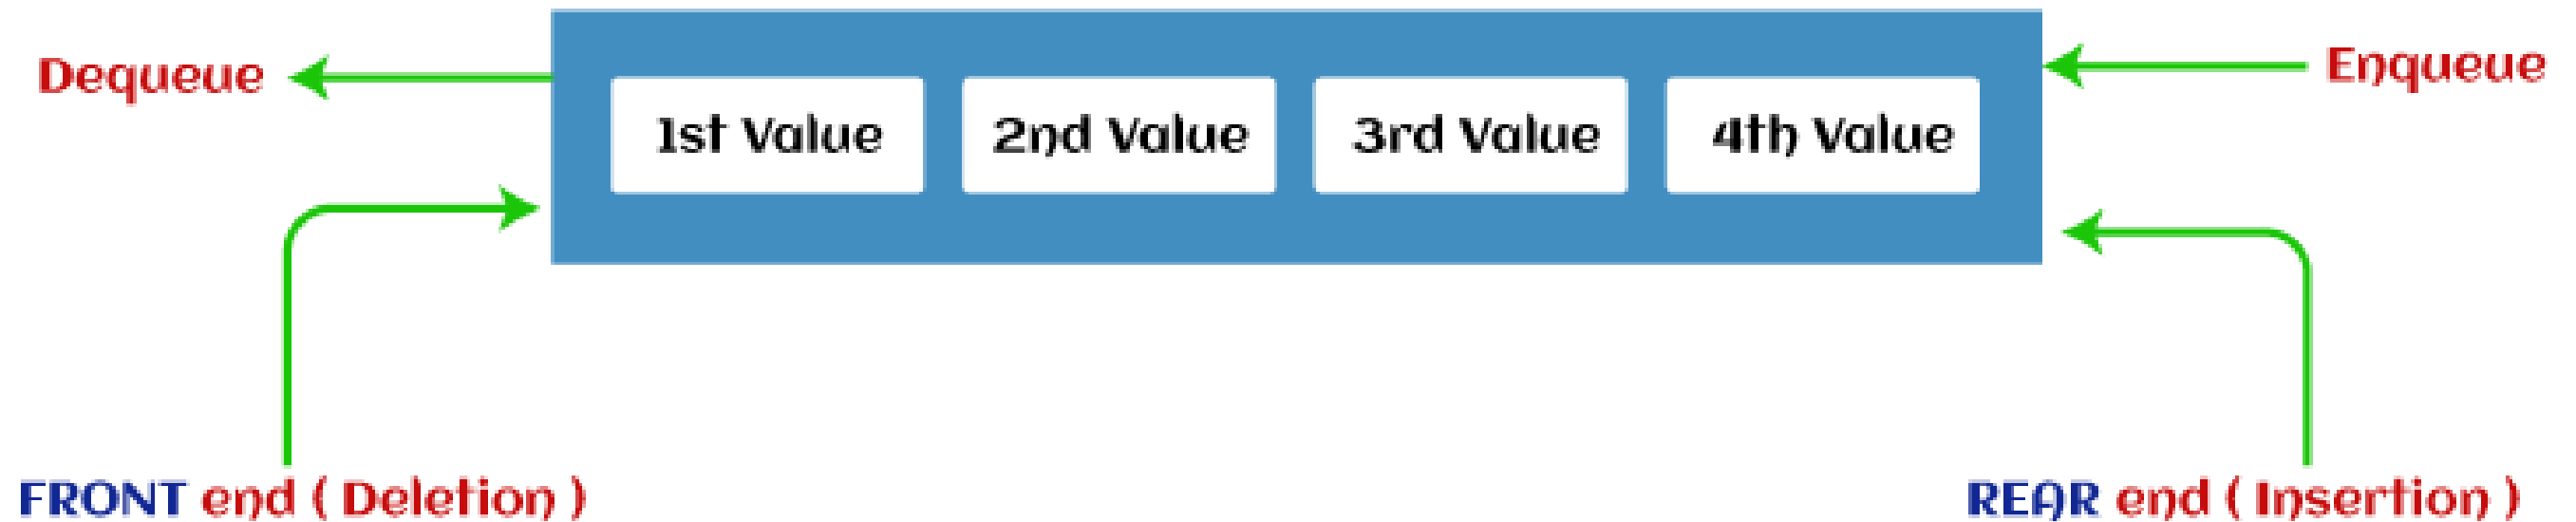 Dequeue
Enqueue
1st Value
2nd Value
3rd Value
4th Value
FRONT end ( Deletion )
REAR end ( Insertion )